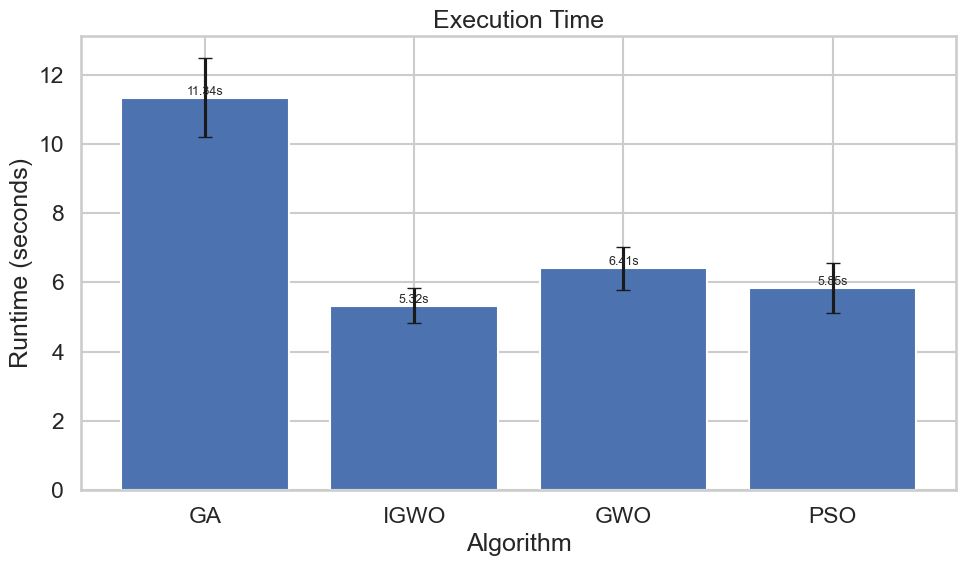 Execution Time
Runtime (seconds)
12
10
8
6
4
2
0
11.34s
5.32s
6.41s
5.85s
GA
IGWO
GWO
PSO
Algorithm